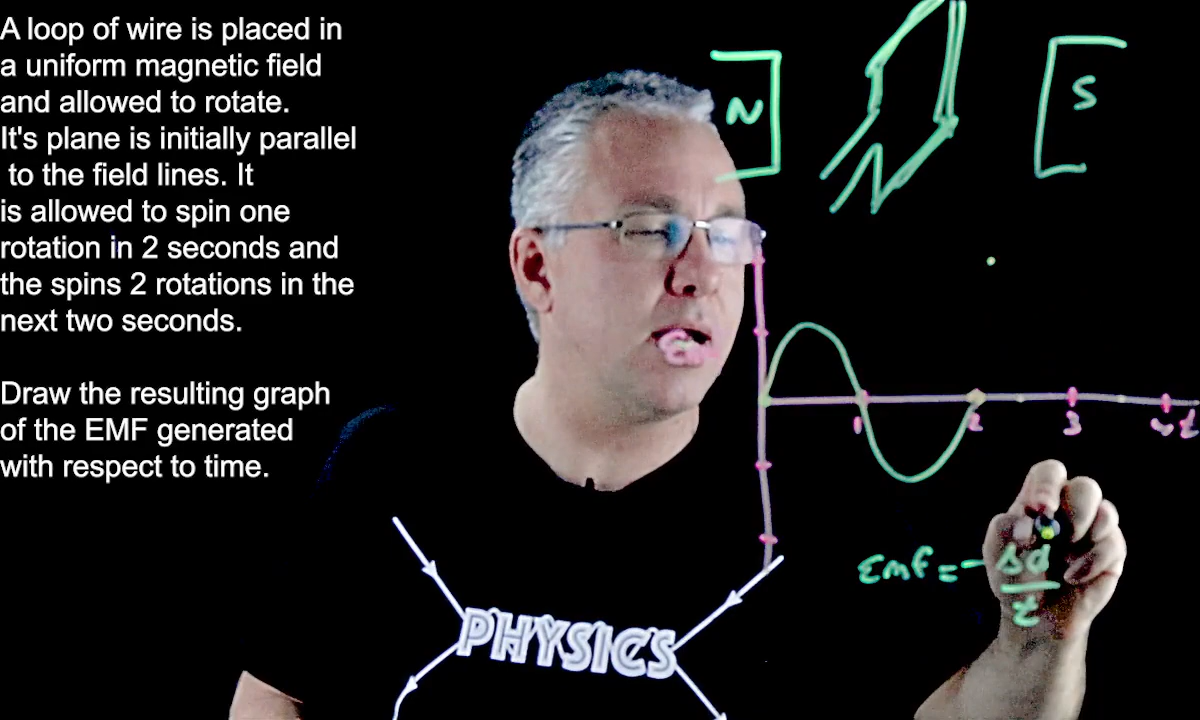 A loop of wire is placed in
a uniform magnetic field
and allowed to rotate.
It's plane is initially parallel
to the field lines. It
is allowed to spin one
rotation in 2 seconds and
the spins 2 rotations in the
next two seconds.
Draw the resulting graph
of the EMF generated
with respect to time.
N
S
1 2 3 4 t
PHYSICS